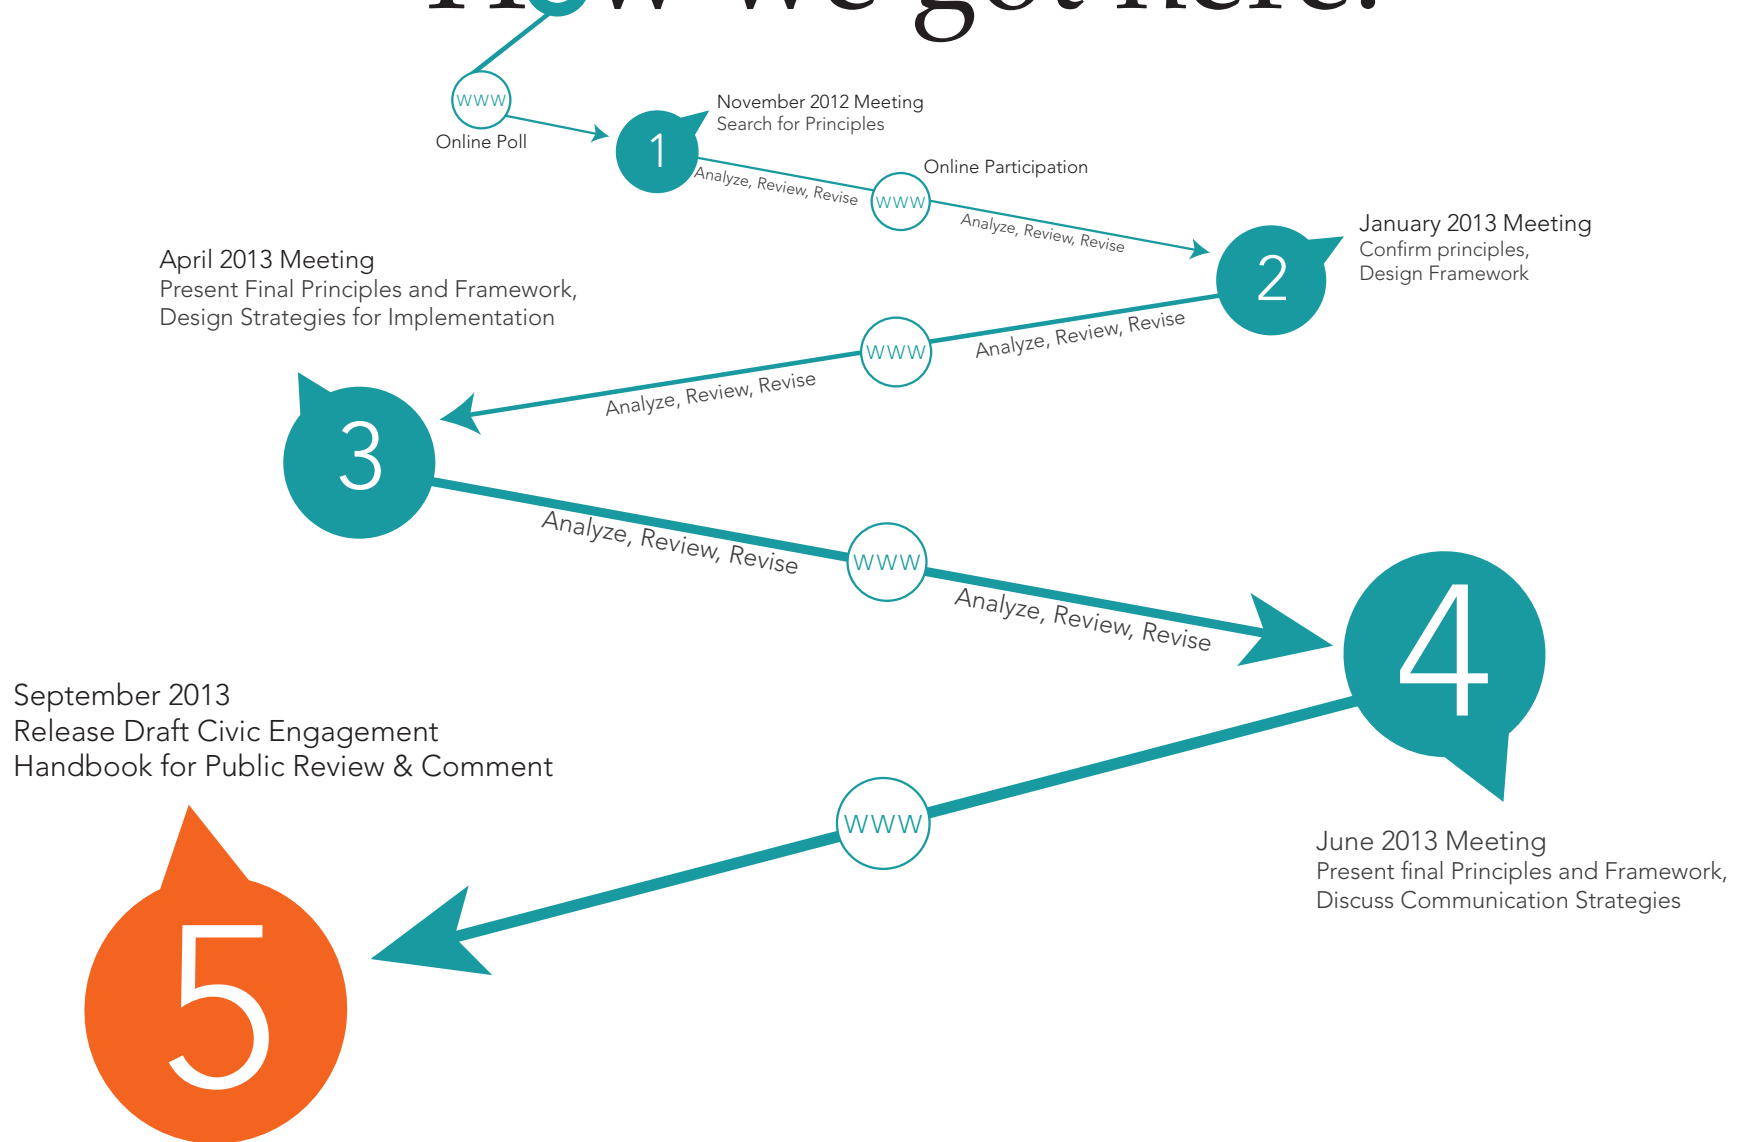 How we got here:
www
Online Poll
1
November 2012 Meeting
Search for Principles
Analyze, Review, Revise
www
Online Participation
Analyze, Review, Revise
2
January 2013 Meeting
Confirm principles,
Design Framework
Analyze, Review, Revise
www
Analyze, Review, Revise
April 2013 Meeting
Present Final Principles and Framework,
Design Strategies for Implementation
3
Analyze, Review, Revise
www
Analyze, Review, Revise
4
June 2013 Meeting
Present final Principles and Framework,
Discuss Communication Strategies
www
September 2013
Release Draft Civic Engagement
Handbook for Public Review & Comment
5